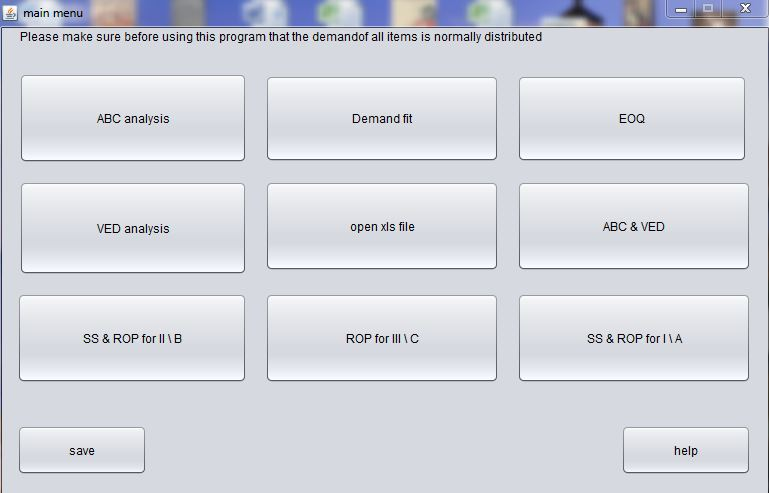 main menu
Please make sure before using this program that the demandof all items is normally distributed
ABC analysis
Demand fit
EOQ
VED analysis
open xls file
ABC & VED
SS & ROP for II \ B
ROP for III \ C
SS & ROP for I \ A
save
help